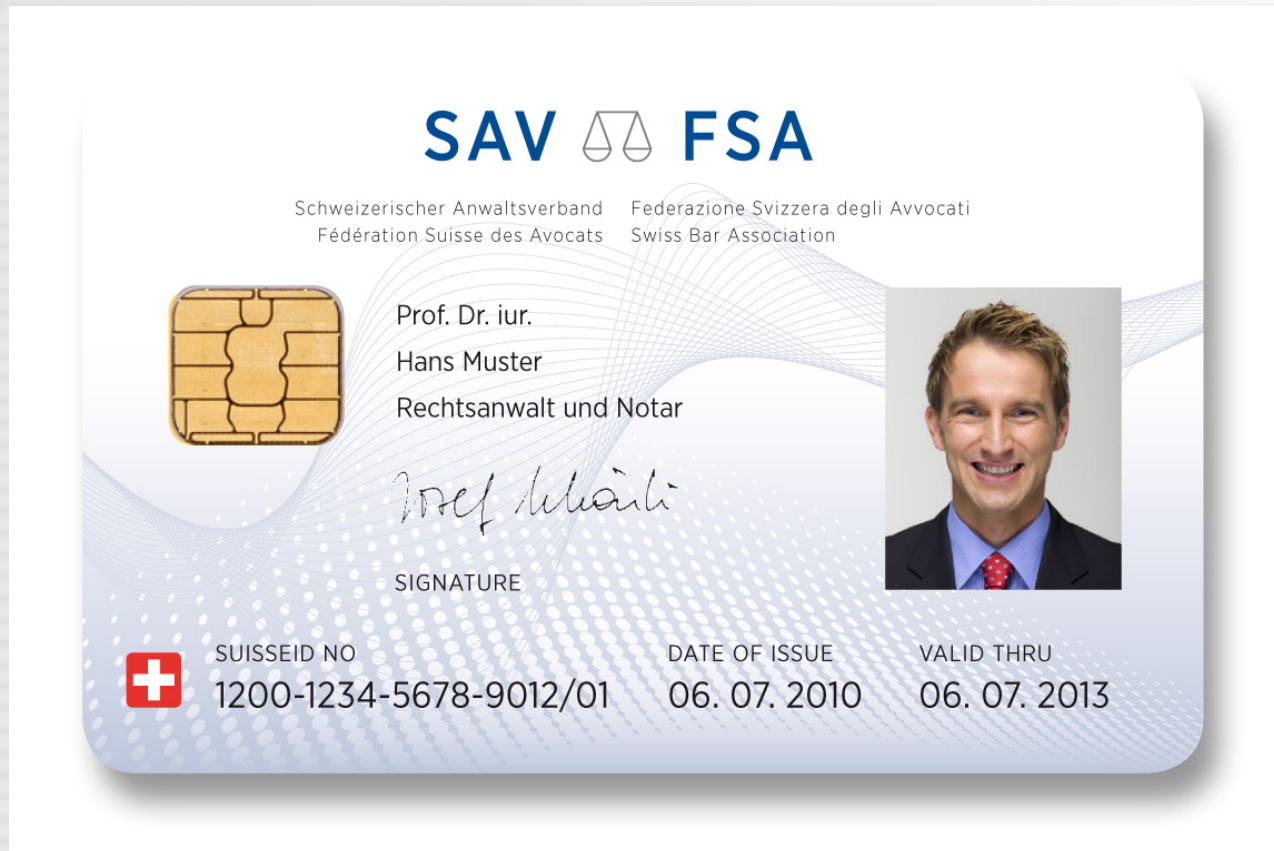 SAV FSA
Schweizerischer Anwaltsverband Federazione Svizzera degli Avvocati
Fédération Suisse des Avocats Swiss Bar Association
Prof. Dr. iur.
Hans Muster
Rechtsanwalt und Notar
Josef
SIGNATURE
SUISSEID NO DATE OF ISSUE VALID THRU
1200-1234-5678-9012/01 06. 07. 2010 06. 07. 2013